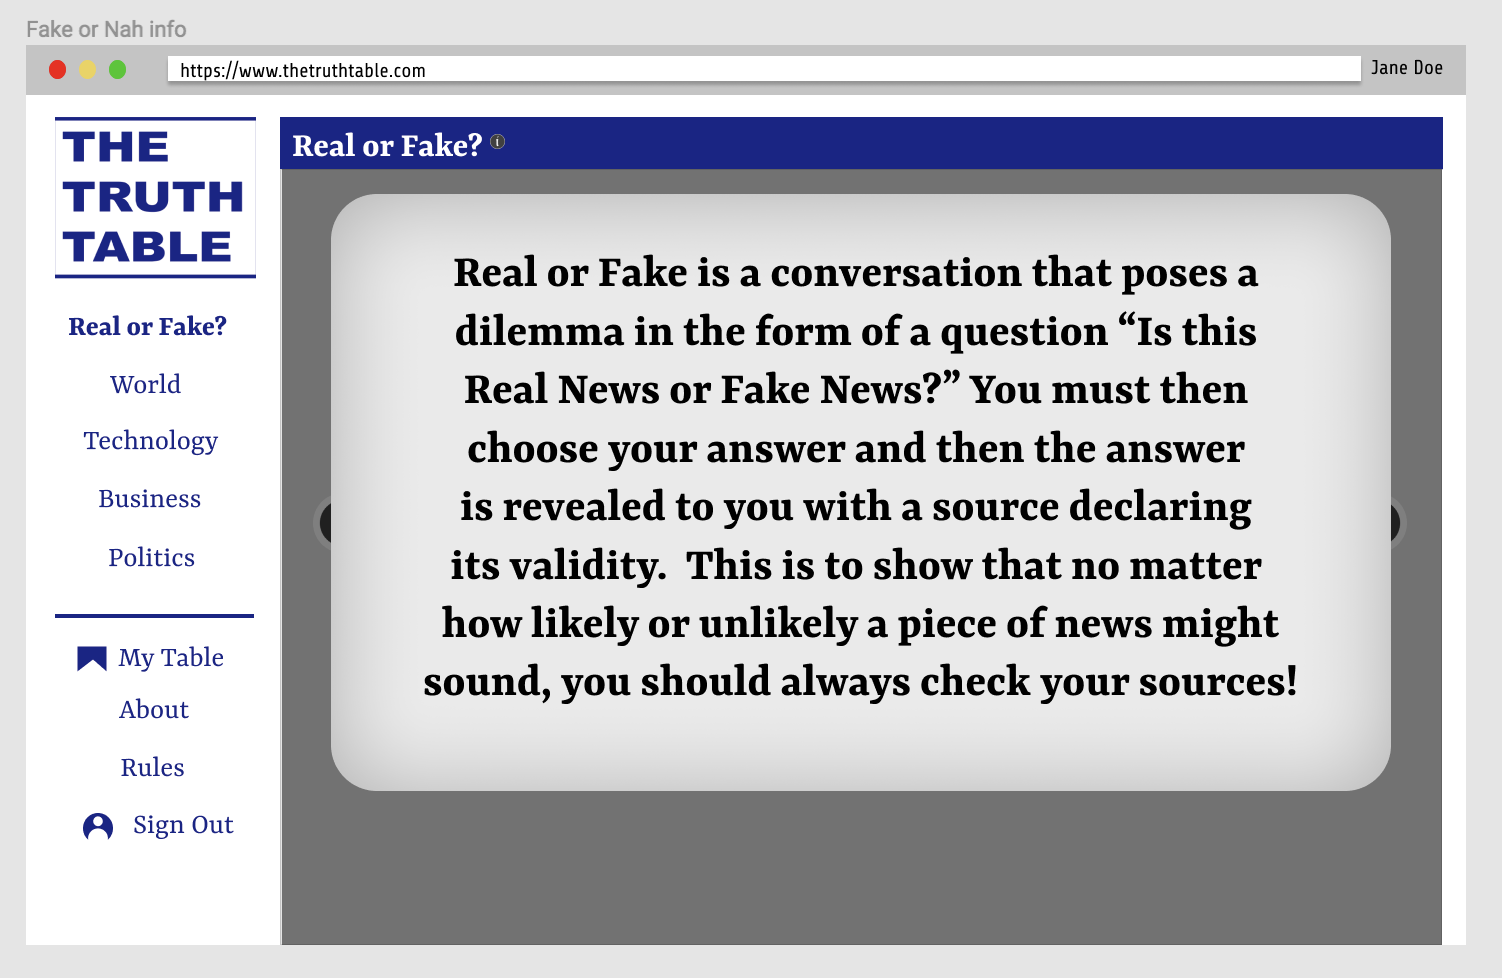 Fake or Nah info
https://www.thetruthtable.com
Jane Doe
THE
TRUTH
TABLE
Real or Fake?
World
Technology
Business
Politics
My Table
About
Rules
Sign Out
Real or Fake? i
Real or Fake is a conversation that poses a
dilemma in the form of a question “Is this
Real News or Fake News?” You must then
choose your answer and then the answer
is revealed to you with a source declaring
its validity.  This is to show that no matter
how likely or unlikely a piece of news might
sound, you should always check your sources!